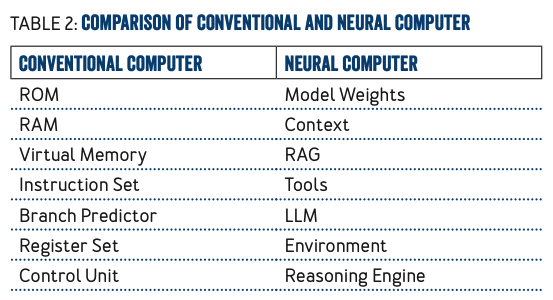 TABLE 2: COMPARISON OF CONVENTIONAL AND NEURAL COMPUTER
CONVENTIONAL COMPUTER NEURAL COMPUTER
ROM Model Weights
RAM Context
Virtual Memory RAG
Instruction Set Tools
Branch Predictor LLM
Register Set Environment
Control Unit Reasoning Engine